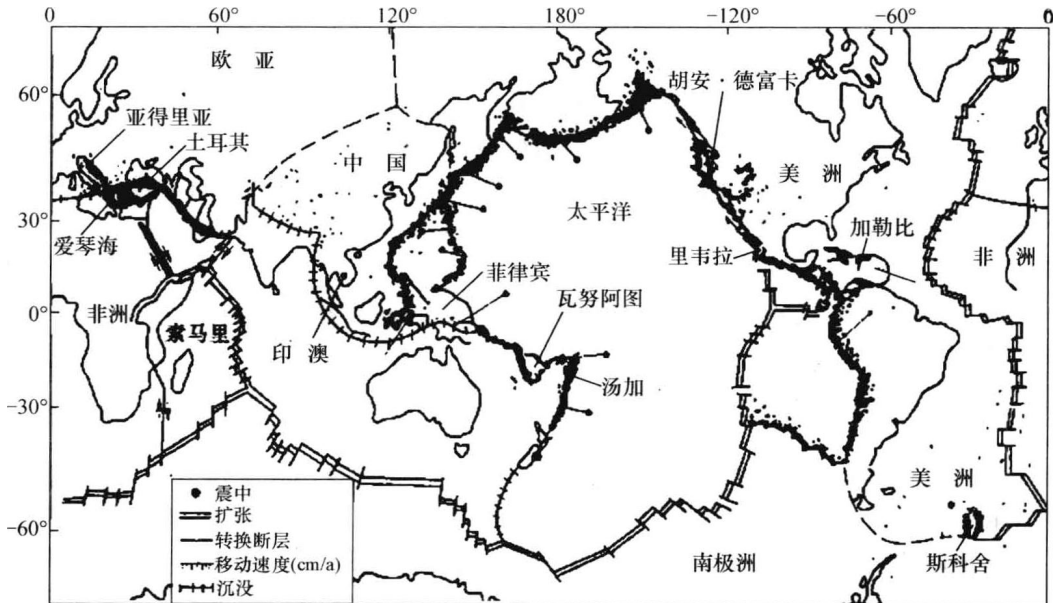 0 60° 120° 180° −120° −60° 0
欧亚
60°
亚得里亚
土耳其
中国
胡安·德富卡
美洲
30°
爱琴海
太平洋
里韦拉
加勒比
非洲
菲律宾
瓦努阿图
0°
非洲
索马里
印澳
汤加
−30°
美洲
−60°
南极洲
斯科舍
震中
扩张
转换断层
移动速度(cm/a)
沉没